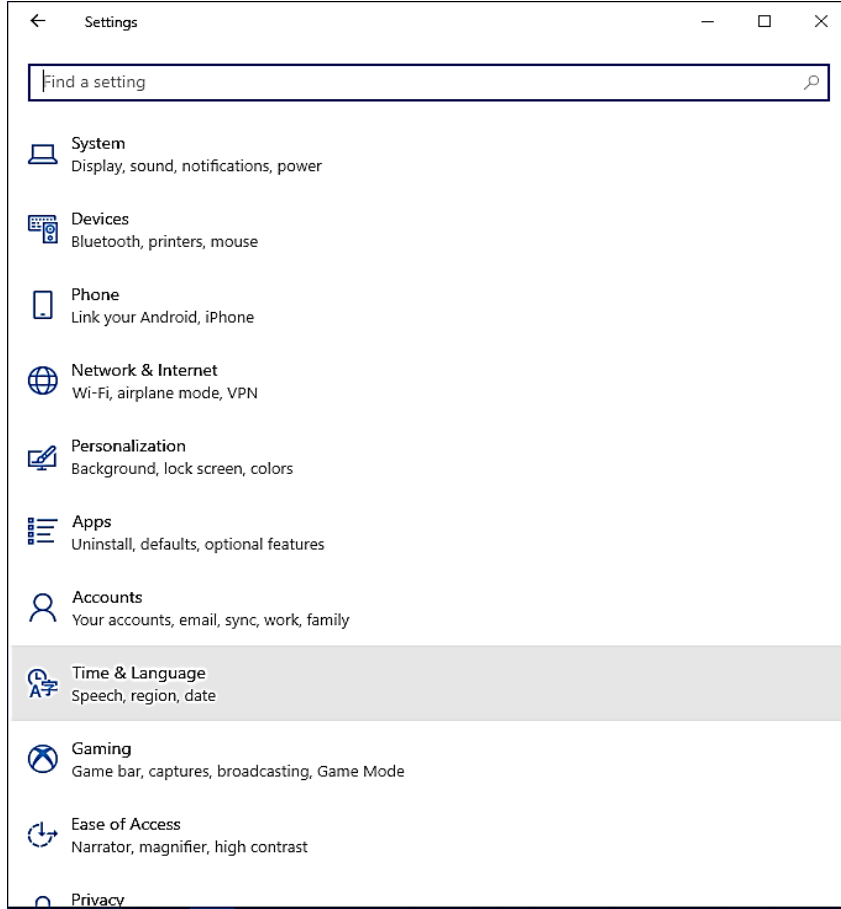 Settings
Find a setting
System
Display, sound, notifications, power
Devices
Bluetooth, printers, mouse
Phone
Link your Android, iPhone
Network & Internet
Wi-Fi, airplane mode, VPN
Personalization
Background, lock screen, colors
Apps
Uninstall, defaults, optional features
Accounts
Your accounts, email, sync, work, family
Time & Language
Speech, region, date
Gaming
Game bar, captures, broadcasting, Game Mode
Ease of Access
Narrator, magnifier, high contrast
Privacy